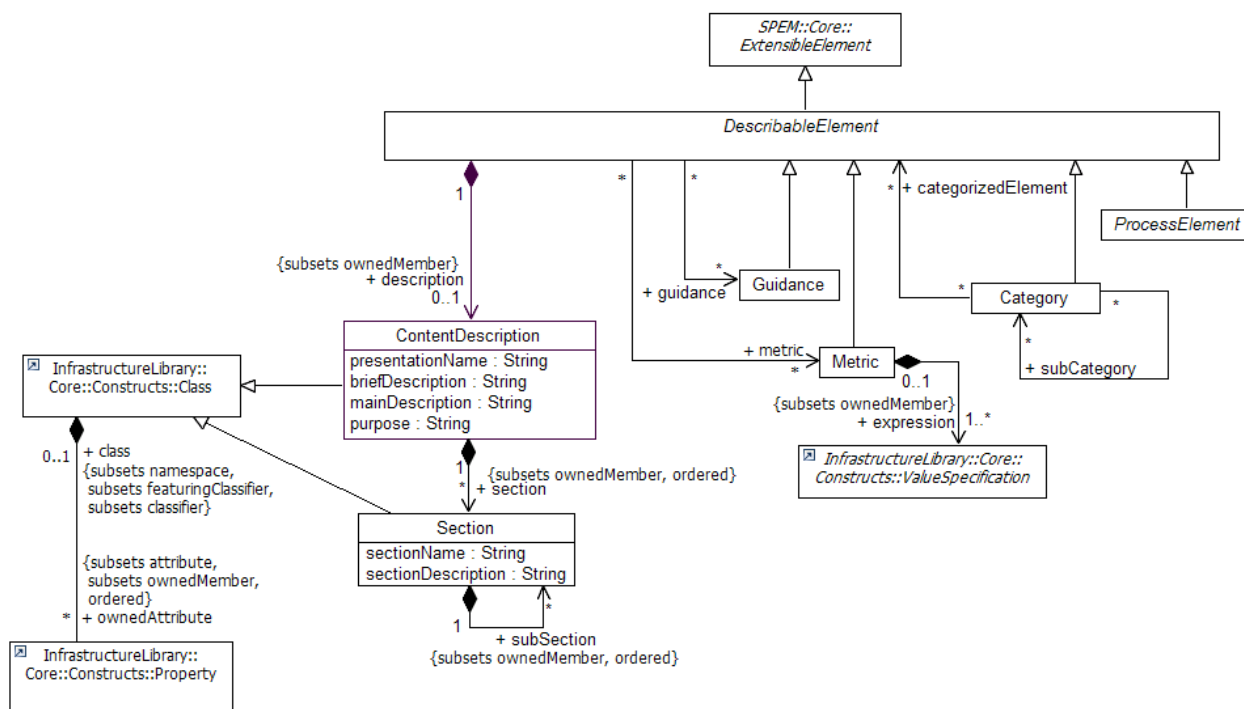 SPEM::Core::
ExtensibleElement
DescribableElement
*
*
* + categorizedElement
1
ProcessElement
{subsets ownedMember}
+ description
0..1
*
+ guidance
Guidance
*
Category
*
*
+ subCategory
ContentDescription
presentationName : String
briefDescription : String
mainDescription : String
purpose : String
+ metric
*
Metric
0..1
{subsets ownedMember}
+ expression
1..*
InfrastructureLibrary::
Core::Constructs::Class
InfrastructureLibrary::Core::
Constructs::ValueSpecification
0..1
+ class
{subsets namespace,
subsets featuringClassifier,
subsets classifier}
1
{subsets ownedMember, ordered}
* + section
Section
sectionName : String
sectionDescription : String
{subsets attribute,
subsets ownedMember,
ordered}
* + ownedAttribute
1
*
+ subSection
{subsets ownedMember, ordered}
InfrastructureLibrary::
Core::Constructs::Property